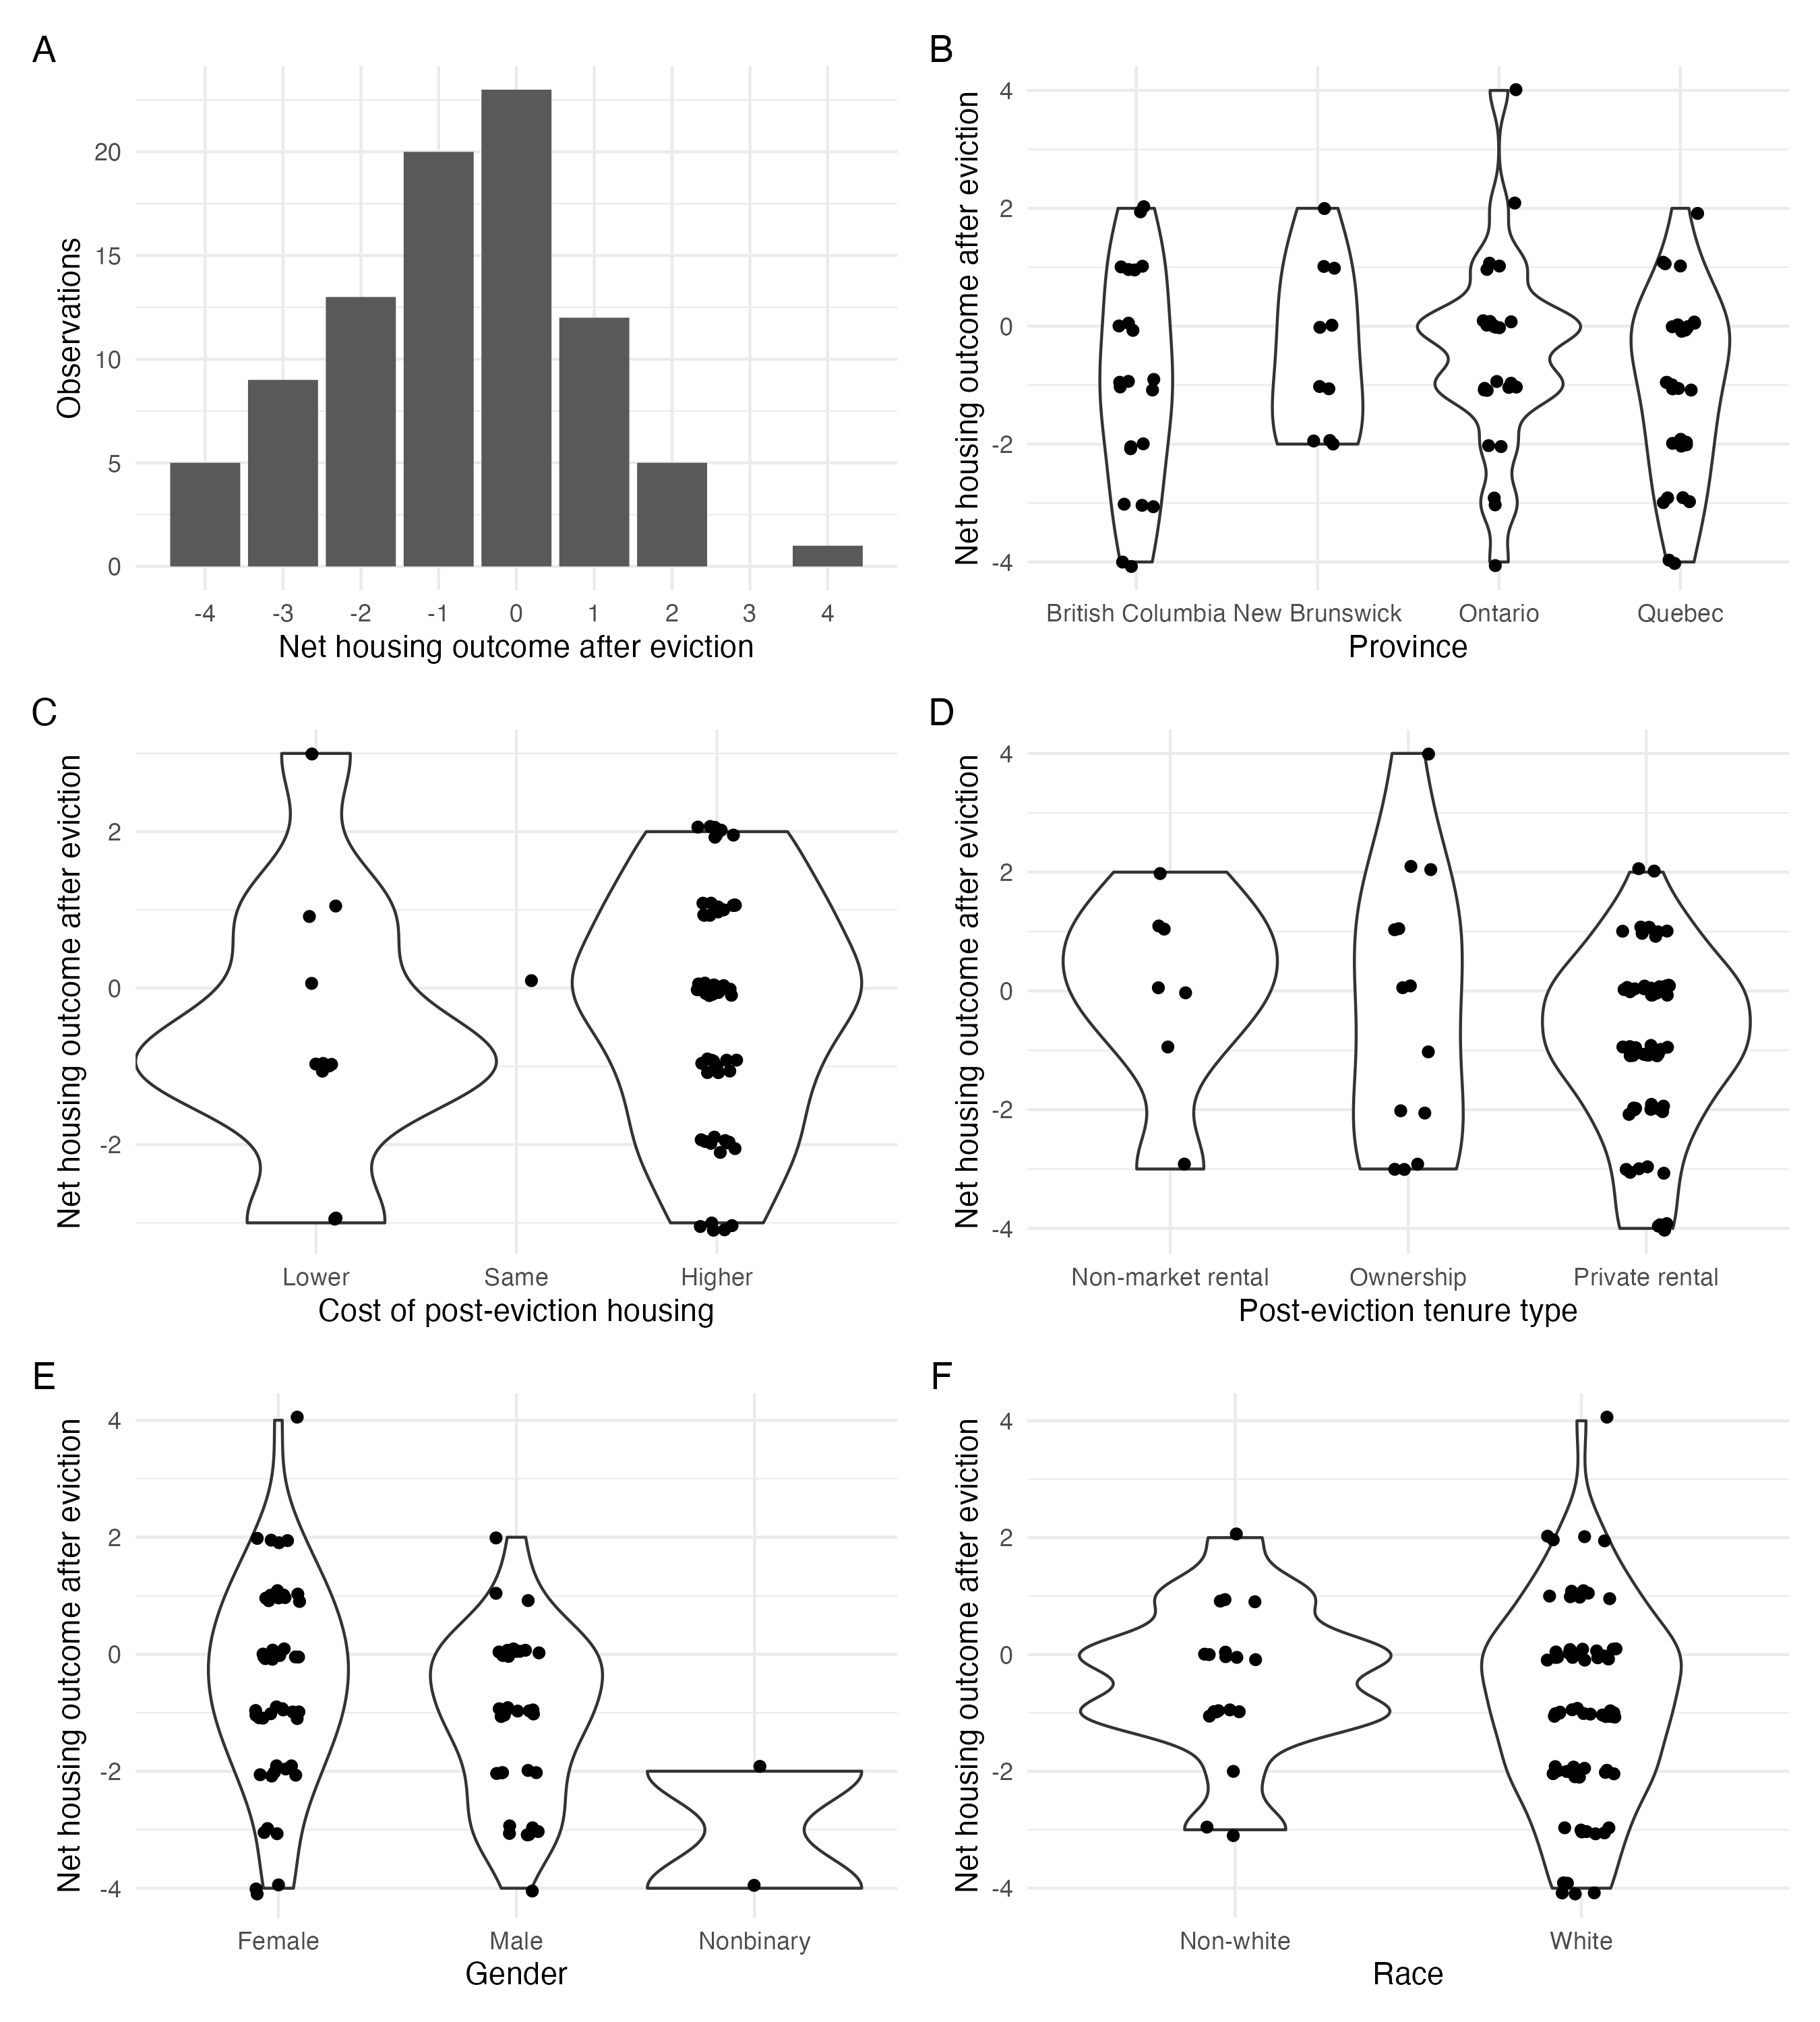 A
Observations
20
15
10
5
0
-4 -3 -2 -1 0 1 2 3 4
Net housing outcome after eviction
B
Net housing outcome after eviction
4
2
0
-2
-4
British Columbia New Brunswick Ontario Quebec
Province
C
Net housing outcome after eviction
2
0
-2
Lower Same Higher
Cost of post-eviction housing
D
Net housing outcome after eviction
4
2
0
-2
-4
Non-market rental Ownership Private rental
Post-eviction tenure type
E
Net housing outcome after eviction
4
2
0
-2
-4
Female Male Nonbinary
Gender
F
Net housing outcome after eviction
4
2
0
-2
-4
Non-white White
Race